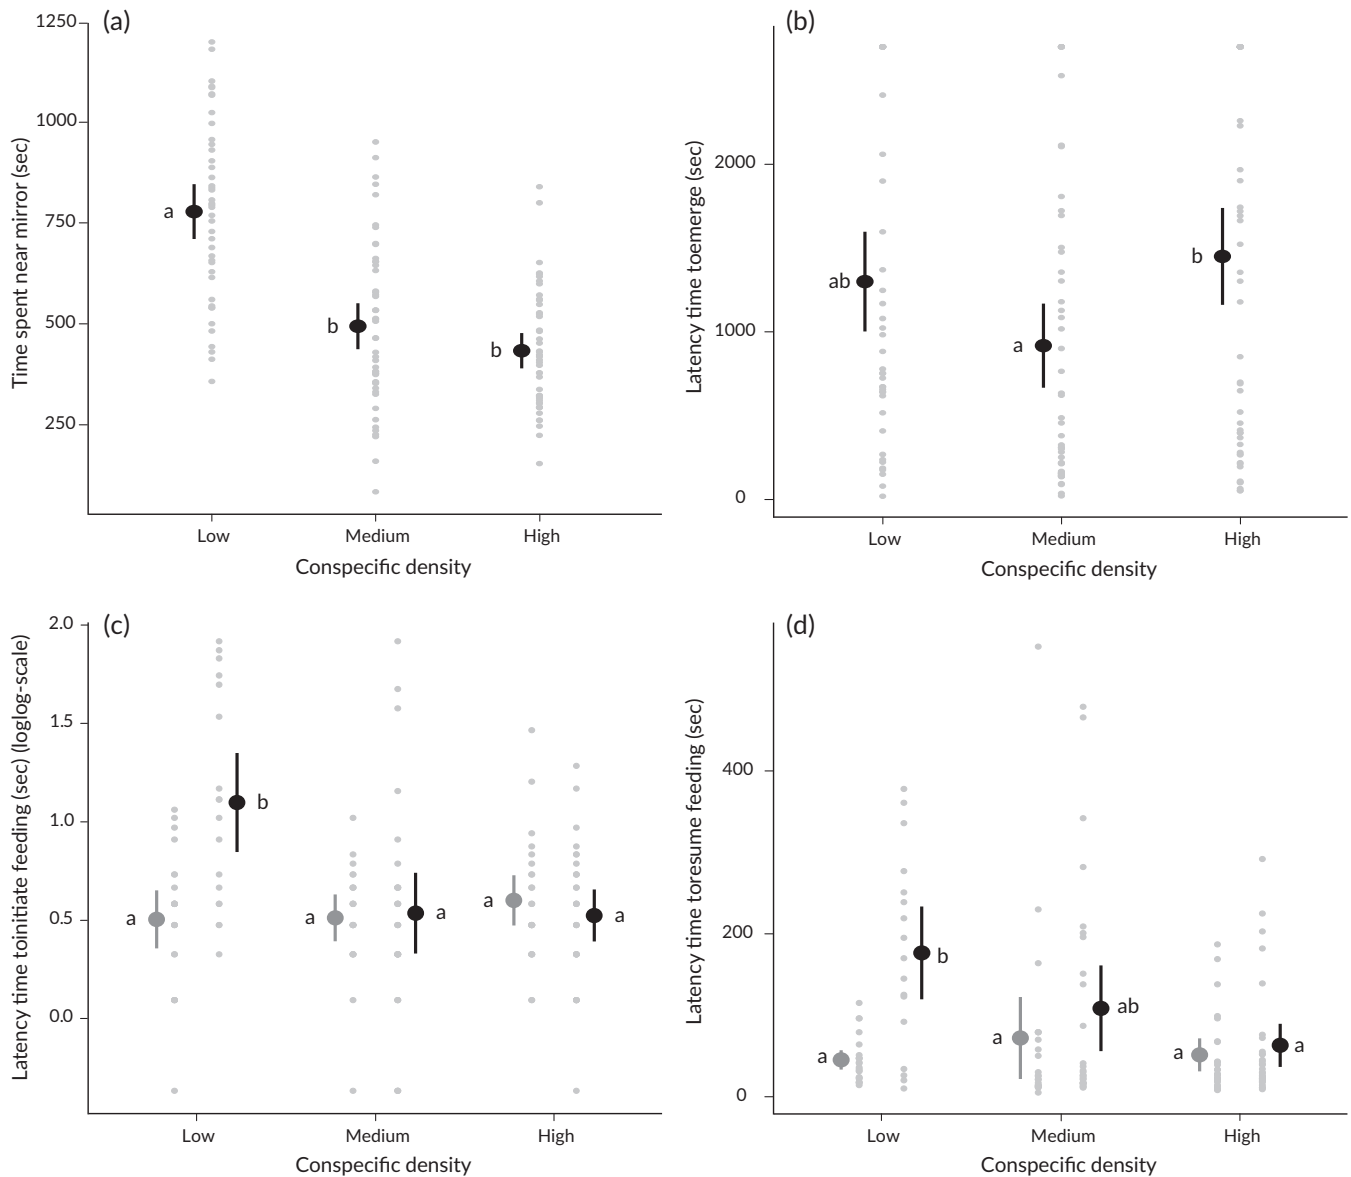 (a)
Time spent near mirror (sec)
1250
1000
750
500
250
a
b
b
Low Medium High
Conspecific density
(b)
Latency time toemerge (sec)
2000
1000
0
ab
a
b
Low Medium High
Conspecific density
(c)
Latency time toinitiate feeding (sec) (loglog-scale)
2.0
1.5
1.0
0.5
0.0
a
b
a
a
a
a
Low Medium High
Conspecific density
(d)
Latency time toresume feeding (sec)
400
200
0
a
b
a
ab
a
a
Low Medium High
Conspecific density